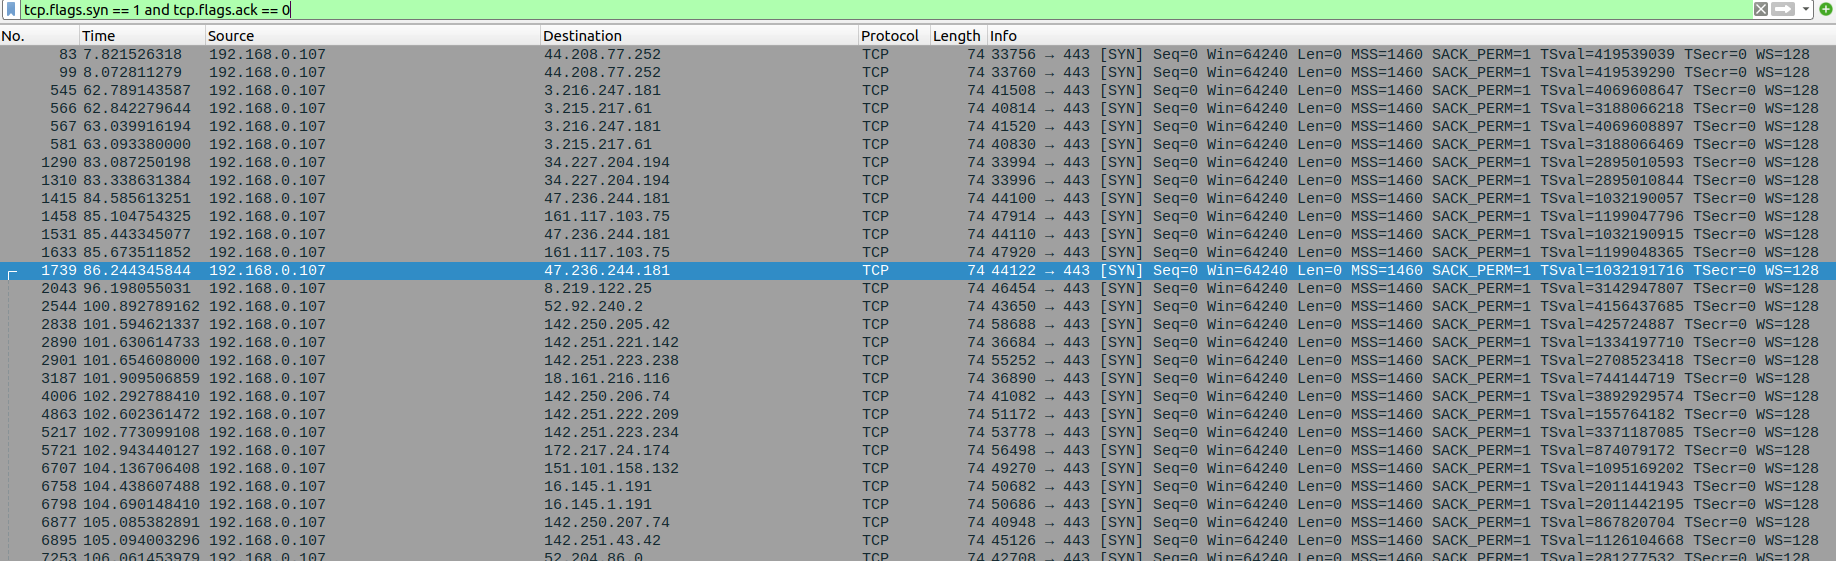 tcp.flags.syn == 1 and tcp.flags.ack == 0
No. Time Source Destination Protocol Length Info
83 7.821526318 192.168.0.107 44.208.77.252 TCP 74 33756 → 443 [SYN] Seq=0 Win=64240 Len=0 MSS=1460 SACK_PERM=1 TSval=419539039 TSecr=0 WS=128
99 8.072811279 192.168.0.107 44.208.77.252 TCP 74 33760 → 443 [SYN] Seq=0 Win=64240 Len=0 MSS=1460 SACK_PERM=1 TSval=419539290 TSecr=0 WS=128
545 62.789143587 192.168.0.107 3.216.247.181 TCP 74 41508 → 443 [SYN] Seq=0 Win=64240 Len=0 MSS=1460 SACK_PERM=1 TSval=4069608647 TSecr=0 WS=128
566 62.842279644 192.168.0.107 3.215.217.61 TCP 74 40814 → 443 [SYN] Seq=0 Win=64240 Len=0 MSS=1460 SACK_PERM=1 TSval=3188066218 TSecr=0 WS=128
567 63.039916194 192.168.0.107 3.216.247.181 TCP 74 41520 → 443 [SYN] Seq=0 Win=64240 Len=0 MSS=1460 SACK_PERM=1 TSval=4069608897 TSecr=0 WS=128
581 63.093380000 192.168.0.107 3.215.217.61 TCP 74 40830 → 443 [SYN] Seq=0 Win=64240 Len=0 MSS=1460 SACK_PERM=1 TSval=3188066469 TSecr=0 WS=128
1290 83.087250198 192.168.0.107 34.227.204.194 TCP 74 33994 → 443 [SYN] Seq=0 Win=64240 Len=0 MSS=1460 SACK_PERM=1 TSval=2895010593 TSecr=0 WS=128
1310 83.338631384 192.168.0.107 34.227.204.194 TCP 74 33996 → 443 [SYN] Seq=0 Win=64240 Len=0 MSS=1460 SACK_PERM=1 TSval=2895010844 TSecr=0 WS=128
1415 84.585613251 192.168.0.107 47.236.244.181 TCP 74 44100 → 443 [SYN] Seq=0 Win=64240 Len=0 MSS=1460 SACK_PERM=1 TSval=1032190057 TSecr=0 WS=128
1458 85.104754325 192.168.0.107 161.117.103.75 TCP 74 47914 → 443 [SYN] Seq=0 Win=64240 Len=0 MSS=1460 SACK_PERM=1 TSval=1199047796 TSecr=0 WS=128
1531 85.443345077 192.168.0.107 47.236.244.181 TCP 74 44110 → 443 [SYN] Seq=0 Win=64240 Len=0 MSS=1460 SACK_PERM=1 TSval=1032190915 TSecr=0 WS=128
1633 85.673511852 192.168.0.107 161.117.103.75 TCP 74 47920 → 443 [SYN] Seq=0 Win=64240 Len=0 MSS=1460 SACK_PERM=1 TSval=1199048365 TSecr=0 WS=128
1739 86.244345844 192.168.0.107 47.236.244.181 TCP 74 44122 → 443 [SYN] Seq=0 Win=64240 Len=0 MSS=1460 SACK_PERM=1 TSval=1032191716 TSecr=0 WS=128
2043 96.198055031 192.168.0.107 8.219.122.25 TCP 74 46454 → 443 [SYN] Seq=0 Win=64240 Len=0 MSS=1460 SACK_PERM=1 TSval=3142947807 TSecr=0 WS=128
2544 100.892789162 192.168.0.107 52.92.240.2 TCP 74 43650 → 443 [SYN] Seq=0 Win=64240 Len=0 MSS=1460 SACK_PERM=1 TSval=4156437685 TSecr=0 WS=128
2838 101.594621337 192.168.0.107 142.250.205.42 TCP 74 58688 → 443 [SYN] Seq=0 Win=64240 Len=0 MSS=1460 SACK_PERM=1 TSval=425724887 TSecr=0 WS=128
2890 101.630614733 192.168.0.107 142.251.221.142 TCP 74 36684 → 443 [SYN] Seq=0 Win=64240 Len=0 MSS=1460 SACK_PERM=1 TSval=1334197710 TSecr=0 WS=128
2901 101.654608000 192.168.0.107 142.251.223.238 TCP 74 55252 → 443 [SYN] Seq=0 Win=64240 Len=0 MSS=1460 SACK_PERM=1 TSval=2708523418 TSecr=0 WS=128
3187 101.909506859 192.168.0.107 18.161.216.116 TCP 74 36890 → 443 [SYN] Seq=0 Win=64240 Len=0 MSS=1460 SACK_PERM=1 TSval=744144719 TSecr=0 WS=128
4006 102.292788410 192.168.0.107 142.250.206.74 TCP 74 41082 → 443 [SYN] Seq=0 Win=64240 Len=0 MSS=1460 SACK_PERM=1 TSval=3892929574 TSecr=0 WS=128
4863 102.602361472 192.168.0.107 142.251.222.209 TCP 74 51172 → 443 [SYN] Seq=0 Win=64240 Len=0 MSS=1460 SACK_PERM=1 TSval=155764182 TSecr=0 WS=128
5217 102.773099108 192.168.0.107 142.251.223.234 TCP 74 53778 → 443 [SYN] Seq=0 Win=64240 Len=0 MSS=1460 SACK_PERM=1 TSval=3371187085 TSecr=0 WS=128
5721 102.943440127 192.168.0.107 172.217.24.174 TCP 74 56498 → 443 [SYN] Seq=0 Win=64240 Len=0 MSS=1460 SACK_PERM=1 TSval=874079172 TSecr=0 WS=128
6707 104.136706408 192.168.0.107 151.101.158.132 TCP 74 49270 → 443 [SYN] Seq=0 Win=64240 Len=0 MSS=1460 SACK_PERM=1 TSval=1095169202 TSecr=0 WS=128
6758 104.438607488 192.168.0.107 16.145.1.191 TCP 74 50682 → 443 [SYN] Seq=0 Win=64240 Len=0 MSS=1460 SACK_PERM=1 TSval=2011441943 TSecr=0 WS=128
6798 104.690148410 192.168.0.107 16.145.1.191 TCP 74 50686 → 443 [SYN] Seq=0 Win=64240 Len=0 MSS=1460 SACK_PERM=1 TSval=2011442195 TSecr=0 WS=128
6877 105.085382891 192.168.0.107 142.250.207.74 TCP 74 40948 → 443 [SYN] Seq=0 Win=64240 Len=0 MSS=1460 SACK_PERM=1 TSval=867820704 TSecr=0 WS=128
6895 105.094003296 192.168.0.107 142.251.43.42 TCP 74 45126 → 443 [SYN] Seq=0 Win=64240 Len=0 MSS=1460 SACK_PERM=1 TSval=1126104668 TSecr=0 WS=128
7253 106.061453979 192.168.0.107 52.204.86.0 TCP 74 42708 → 443 [SYN] Seq=0 Win=64240 Len=0 MSS=1460 SACK_PERM=1 TSval=281277532 TSecr=0 WS=128